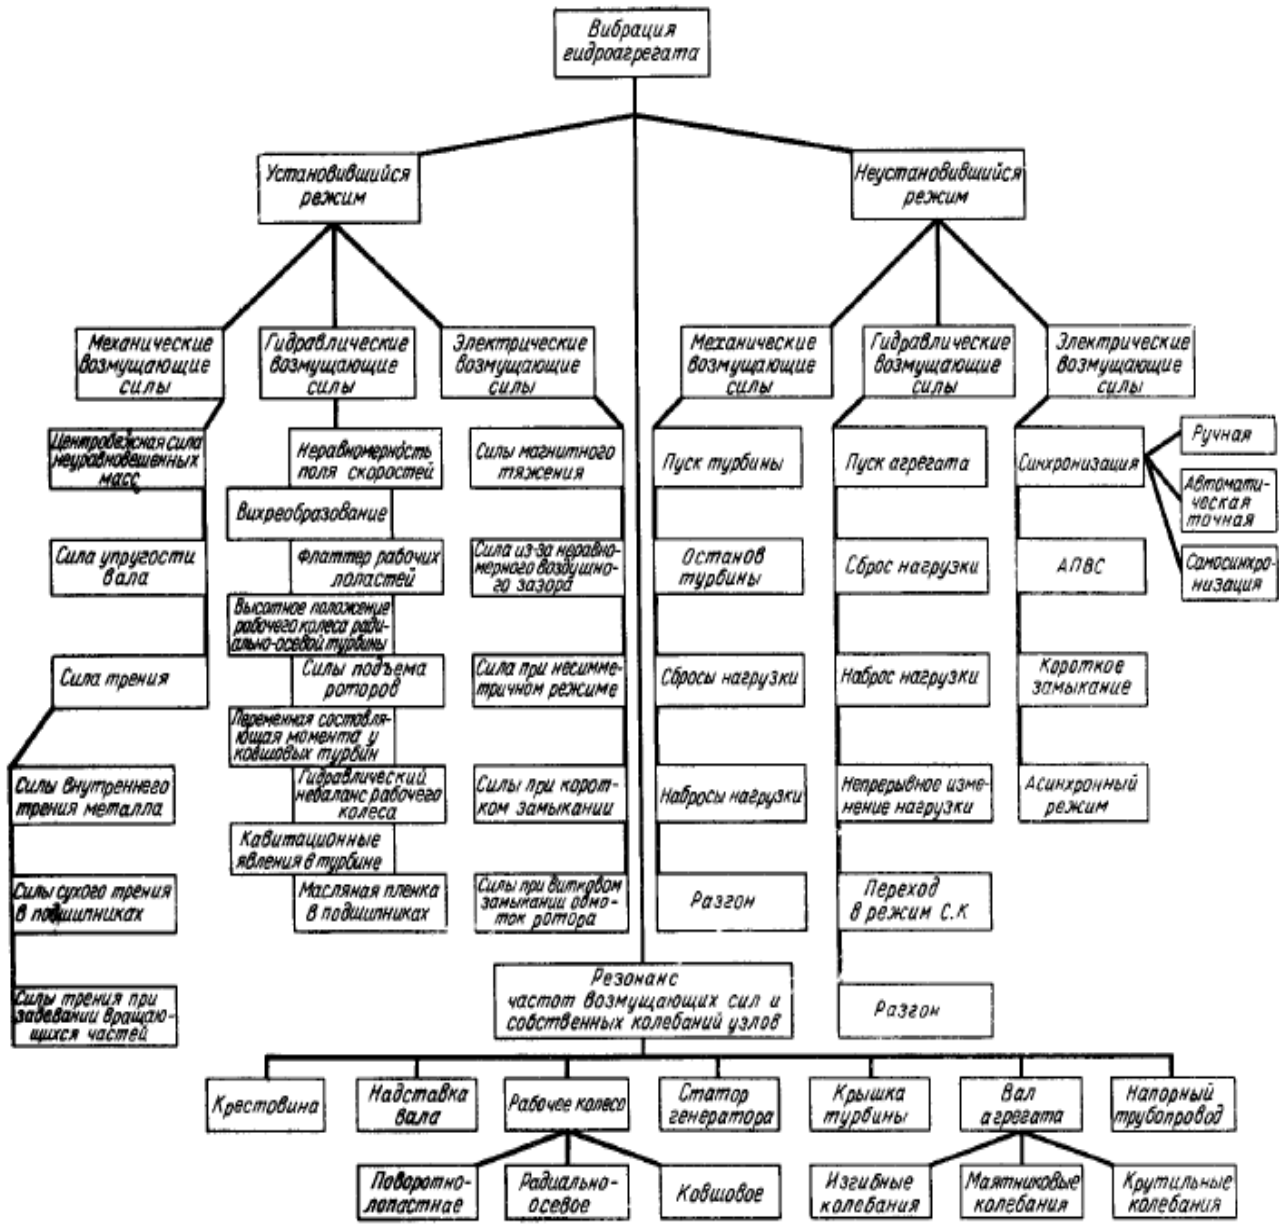 Вибрация
гидроагрегата
Установившийся
режим
Неустановившийся
режим
Механические
возмущающие
силы
Гидравлические
возмущающие
силы
Электрические
возмущающие
силы
Механические
возмущающие
силы
Гидравлические
возмущающие
силы
Электрические
возмущающие
силы
Центробежная сила
неуравновешенных
масс
Сила упругости
вала
Сила трения
Силы внутреннего
трения металла
Силы сухого трения
в подшипниках
Силы трения при
задевании вращаю-
щихся частей
Неравномерность
поля скоростей
Вихреобразование
Флаттер рабочих
лопастей
Высотное положение
рабочего колеса ради-
ально-осевой турбины
Силы подъема
роторов
Переменная составля-
ющая момента у
ковшовых турбин
Гидравлический
небаланс рабочего
колеса
Кавитационные
явления в турбине
Масляная пленка
в подшипниках
Силы магнитного
тяжения
Сила из-за неравно-
мерного воздушно-
го зазора
Сила при несимме-
тричном режиме
Силы при корот-
ком замыкании
Силы при витковом
замыкании обмо-
ток ротора
Пуск турбины
Останов
турбины
Сбросы нагрузки
Набросы нагрузки
Разгон
Пуск агрегата
Сброс нагрузки
Наброс нагрузки
Непрерывное изме-
нение нагрузки
Переход
в режим С.К
Разгон
Синхронизация
АПВС
Короткое
замыкание
Асинхронный
режим
Ручная
Автомати-
ческая
точная
Самосинхро-
низация
Резонанс
частот возмущающих сил и
собственных колебаний узлов
Крестовина
Надставка
вала
Рабочее колесо
Статор
генератора
Крышка
турбины
Вал
агрегата
Напорный
трубопровод
Поворотно-
лопастнае
Радиально-
осевое
Ковшовое
Изгибные
колебания
Маятниковые
колебания
Крутильные
колебания